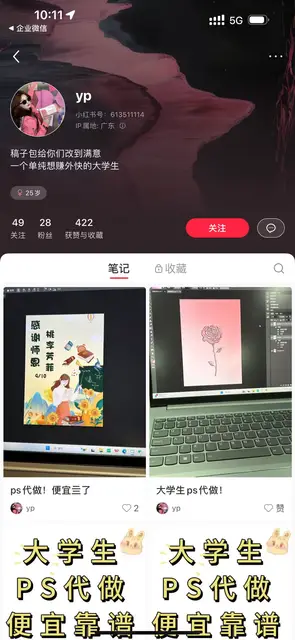 10:11
5G
51
企业微信
yp
小红书号：613511114
IP属地：广东
稿子包给你们改到满意
一个单纯想赚外快的大学生
25岁
49
关注
28
粉丝
422
获赞与收藏
关注
笔记
收藏
感谢师恩
桃李芳菲
ps代做！便宜亖了
yp
2
大学生ps代做！
yp
赞
大学生
PS代做
便宜靠谱
大学生
PS代做
便宜靠谱